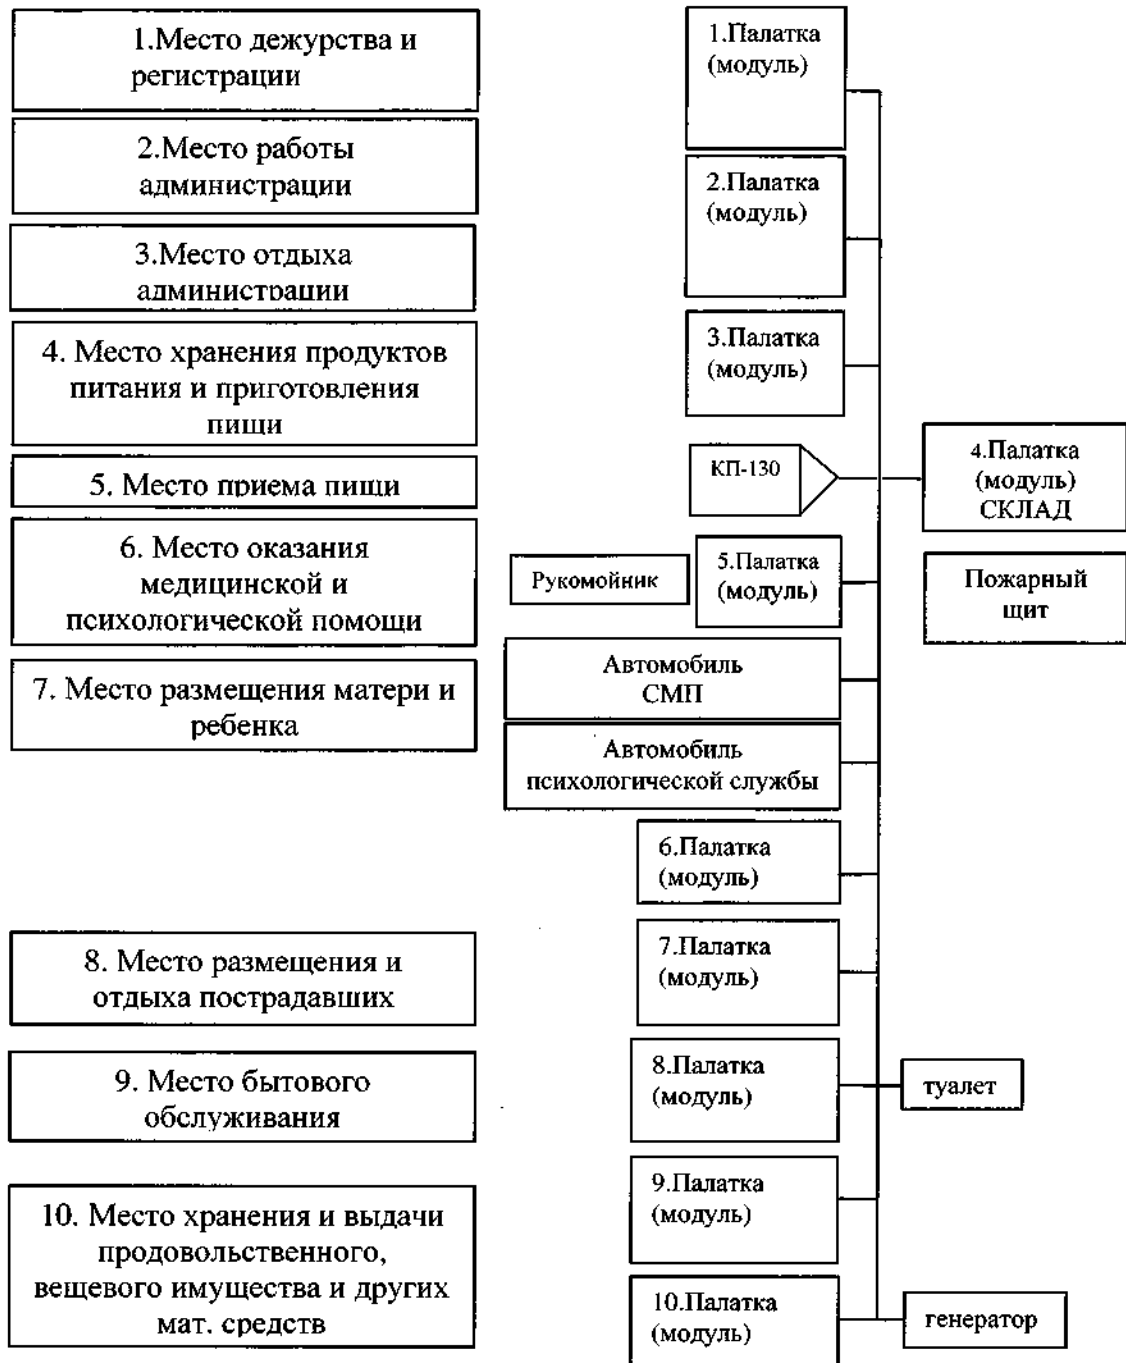 1.Место дежурства и
регистрации
2.Место работы
администрации
3.Место отдыха
администрации
4. Место хранения продуктов
питания и приготовления
пищи
5. Место приема пищи
6. Место оказания
медицинской и
психологической помощи
7. Место размещения матери и
ребенка
8. Место размещения и
отдыха пострадавших
9. Место бытового
обслуживания
10. Место хранения и выдачи
продовольственного,
вещевого имущества и других
мат. средств
1.Палатка
(модуль)
2.Палатка
(модуль)
3.Палатка
(модуль)
КП-130
4.Палатка
(модуль)
СКЛАД
Рукомойник
5.Палатка
(модуль)
Пожарный
щит
Автомобиль
СМП
Автомобиль
психологической службы
6.Палатка
(модуль)
7.Палатка
(модуль)
8.Палатка
(модуль)
туалет
9.Палатка
(модуль)
10.Палатка
(модуль)
генератор